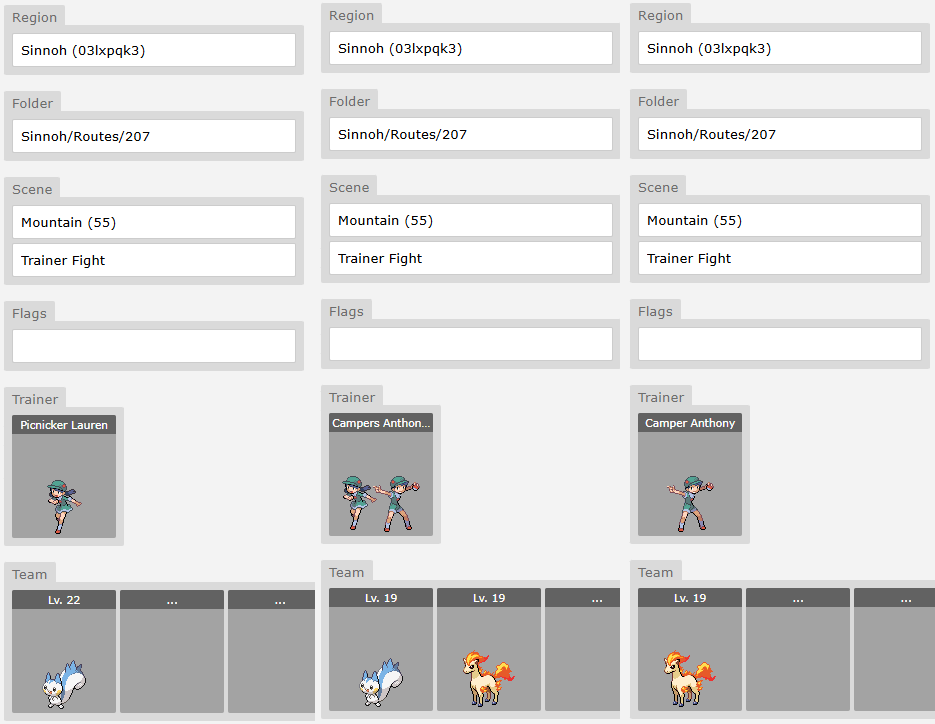 Region
Sinnoh (03lxpqk3)
Folder
Sinnoh/Routes/207
Scene
Mountain (55)
Trainer Fight
Flags
Trainer
Picnicker Lauren
Team
Lv. 22
...
...
Region
Sinnoh (03lxpqk3)
Folder
Sinnoh/Routes/207
Scene
Mountain (55)
Trainer Fight
Flags
Trainer
Campers Anthon...
Team
Lv. 19
Lv. 19
...
Region
Sinnoh (03lxpqk3)
Folder
Sinnoh/Routes/207
Scene
Mountain (55)
Trainer Fight
Flags
Trainer
Camper Anthony
Team
Lv. 19
...
...